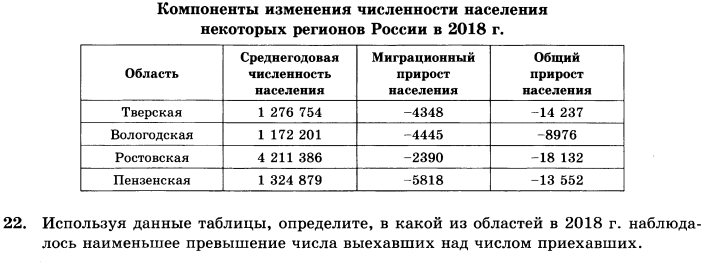 Компоненты изменения численности населения
некоторых регионов России в 2018 г.
Область Среднегодовая численность населения Миграционный прирост населения Общий прирост населения
Тверская 1 276 754 –4348 –14 237
Вологодская 1 172 201 –4445 –8976
Ростовская 4 211 386 –2390 –18 132
Пензенская 1 324 879 –5818 –13 552
22. Используя данные таблицы, определите, в какой из областей в 2018 г. наблюда-
лось наименьшее превышение числа выехавших над числом приехавших.